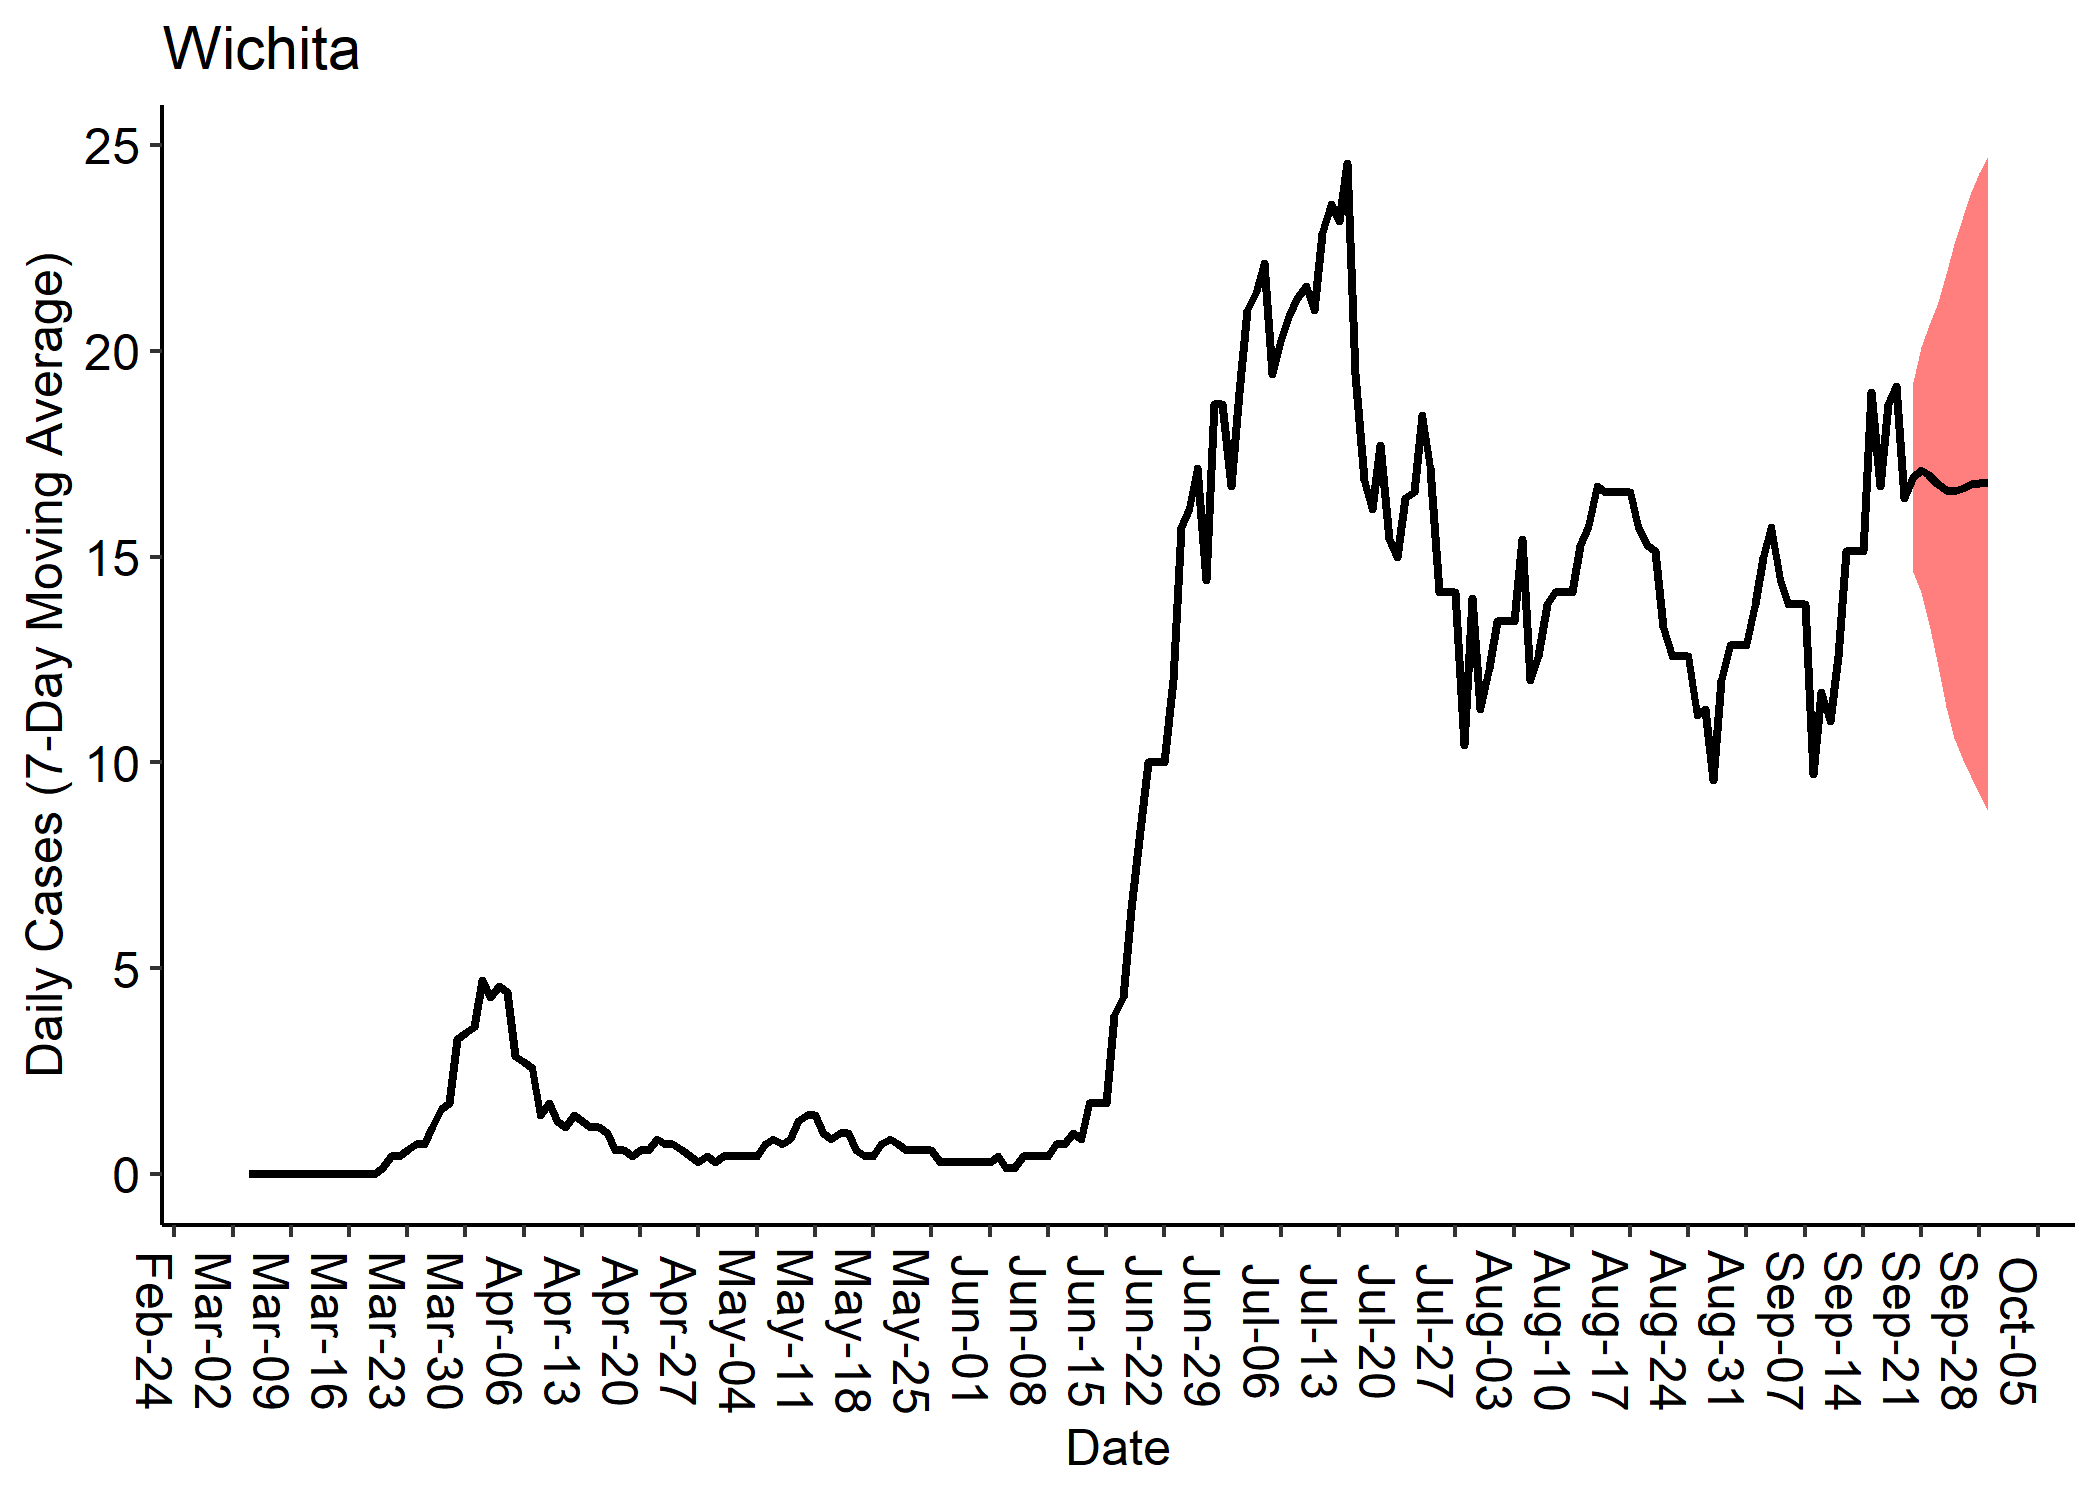 Wichita
Daily Cases (7-Day Moving Average)
25
20
15
10
5
0
Feb-24
Mar-02
Mar-09
Mar-16
Mar-23
Mar-30
Apr-06
Apr-13
Apr-20
Apr-27
May-04
May-11
May-18
May-25
Jun-01
Jun-08
Jun-15
Jun-22
Jun-29
Jul-06
Jul-13
Jul-20
Jul-27
Aug-03
Aug-10
Aug-17
Aug-24
Aug-31
Sep-07
Sep-14
Sep-21
Sep-28
Oct-05
Date